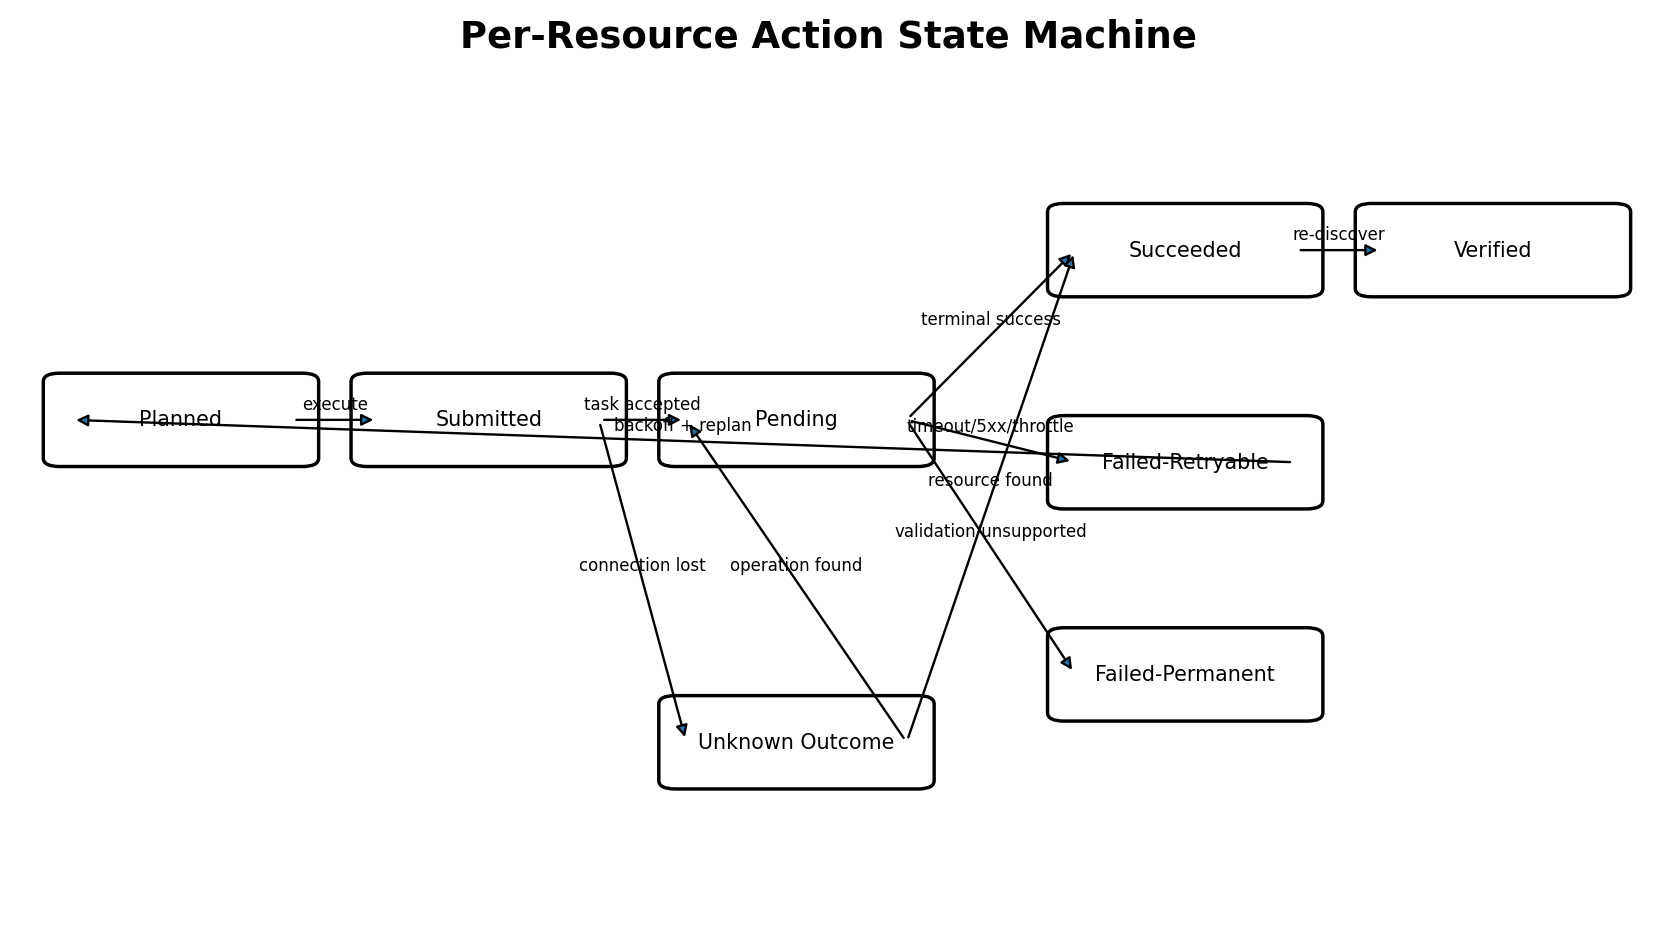 Per-Resource Action State Machine
Succeeded
re-discover
Verified
terminal success
Planned
execute
Submitted
task accepted
backoff + replan
Pending
timeout/5xx/throttle
Failed-Retryable
resource found
validation/unsupported
connection lost
operation found
Failed-Permanent
Unknown Outcome